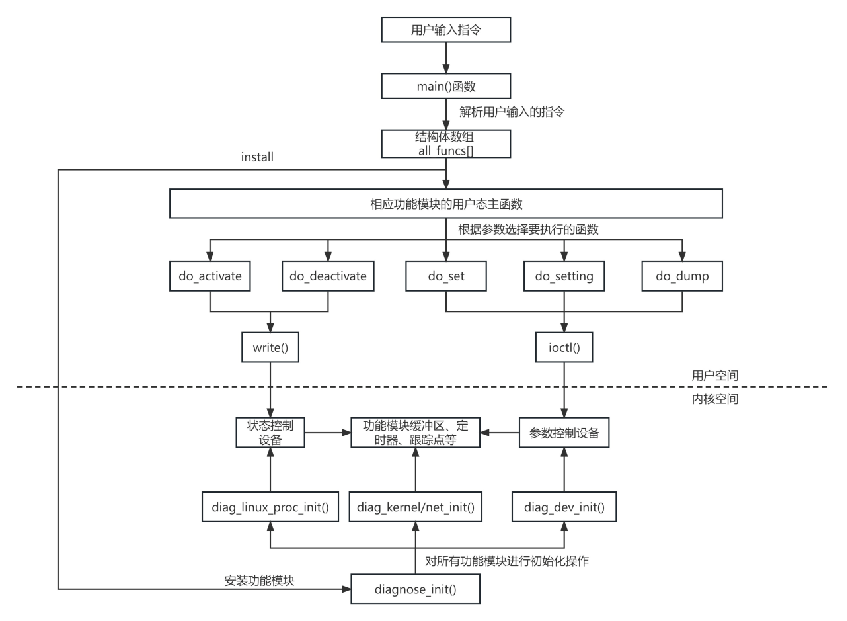 用户输入指令
main()函数
解析用户输入的指令
结构体数组
all_funcs[]
install
相应功能模块的用户态主函数
根据参数选择要执行的函数
do_activate
do_deactivate
do_set
do_setting
do_dump
write()
ioctl()
用户空间
内核空间
状态控制
设备
功能模块缓冲区、定
时器、跟踪点等
参数控制设备
diag_linux_proc_init()
diag_kernel/net_init()
diag_dev_init()
对所有功能模块进行初始化操作
安装功能模块
diagnose_init()